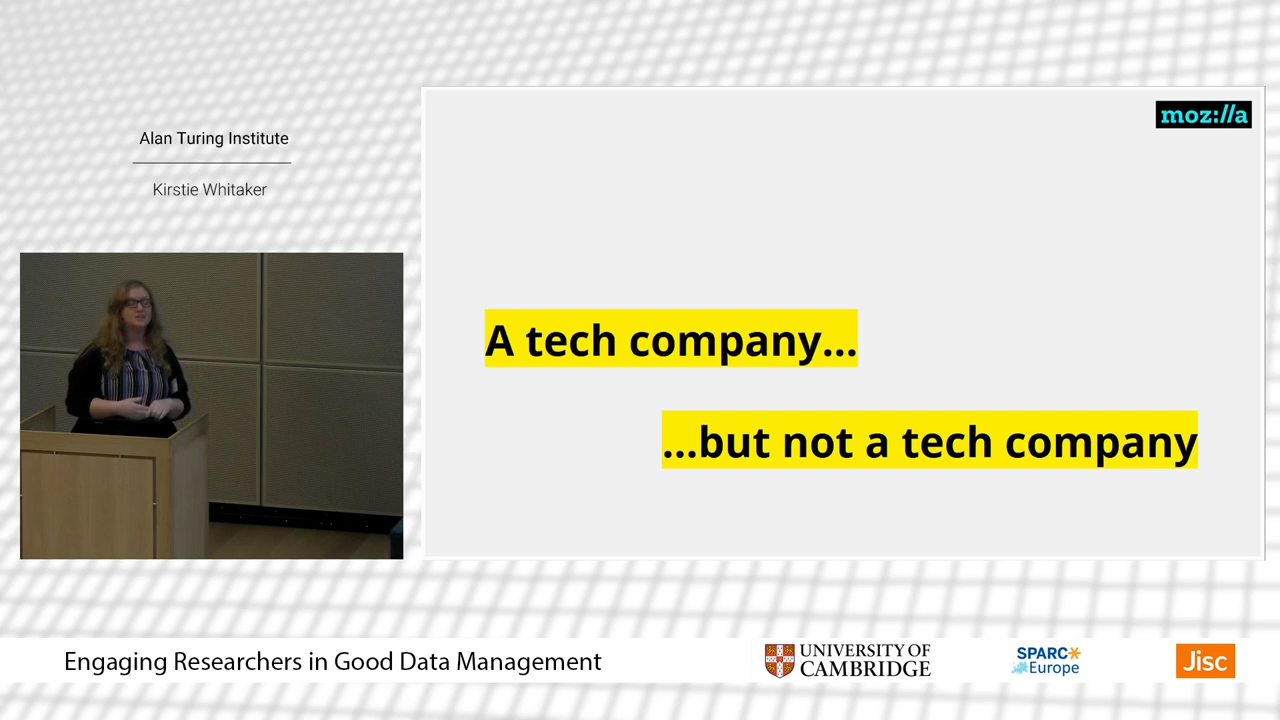 Alan Turing Institute
Kirstie Whitaker
moz://a
A tech company...
...but not a tech company
Engaging Researchers in Good Data Management
UNIVERSITY OF
CAMBRIDGE
SPARC*
Europe
Jisc